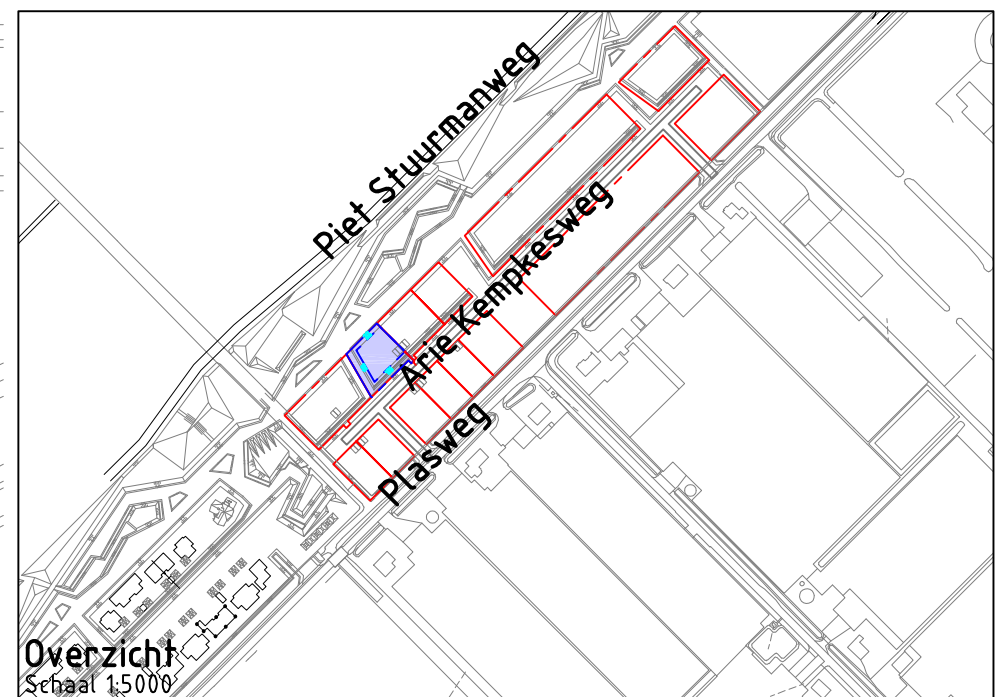 Piet Stuurmanweg
Arie Kempkesweg
Plasweg
Overzicht
Schaal 1:5000